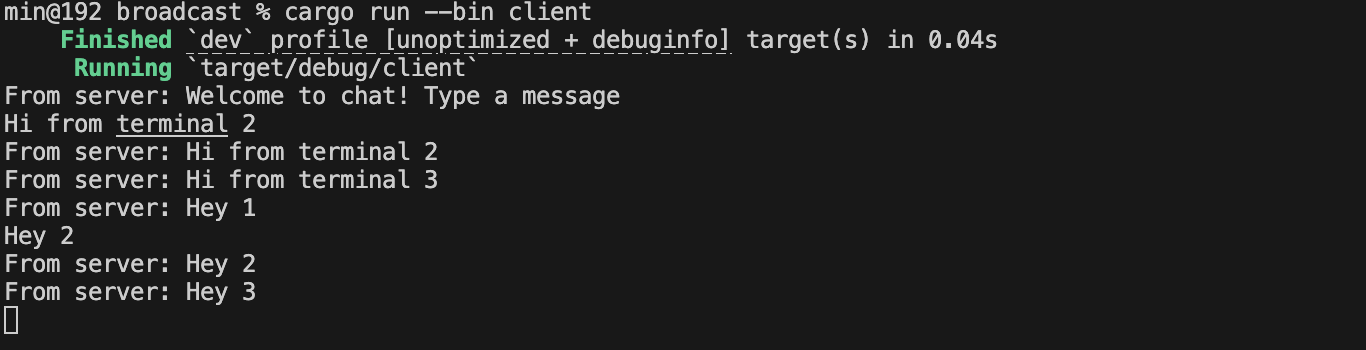 min@192 broadcast % cargo run --bin client
Finished `dev` profile [unoptimized + debuginfo] target(s) in 0.04s
Running `target/debug/client`
From server: Welcome to chat! Type a message
Hi from terminal 2
From server: Hi from terminal 2
From server: Hi from terminal 3
From server: Hey 1
Hey 2
From server: Hey 2
From server: Hey 3